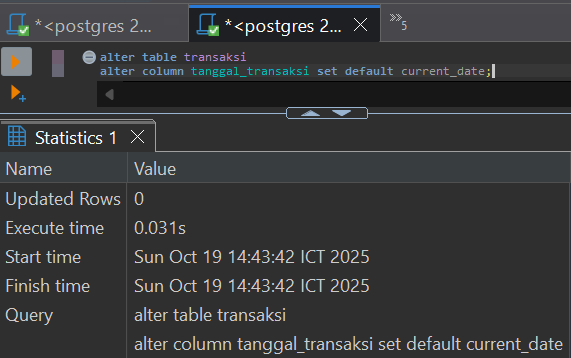 *<postgres 2...
*<postgres 2...
»5
alter table transaksi
alter column tanggal_transaksi set default current_date;
Statistics 1
Name Value
Updated Rows 0
Execute time 0.031s
Start time Sun Oct 19 14:43:42 ICT 2025
Finish time Sun Oct 19 14:43:42 ICT 2025
Query alter table transaksi
alter column tanggal_transaksi set default current_date